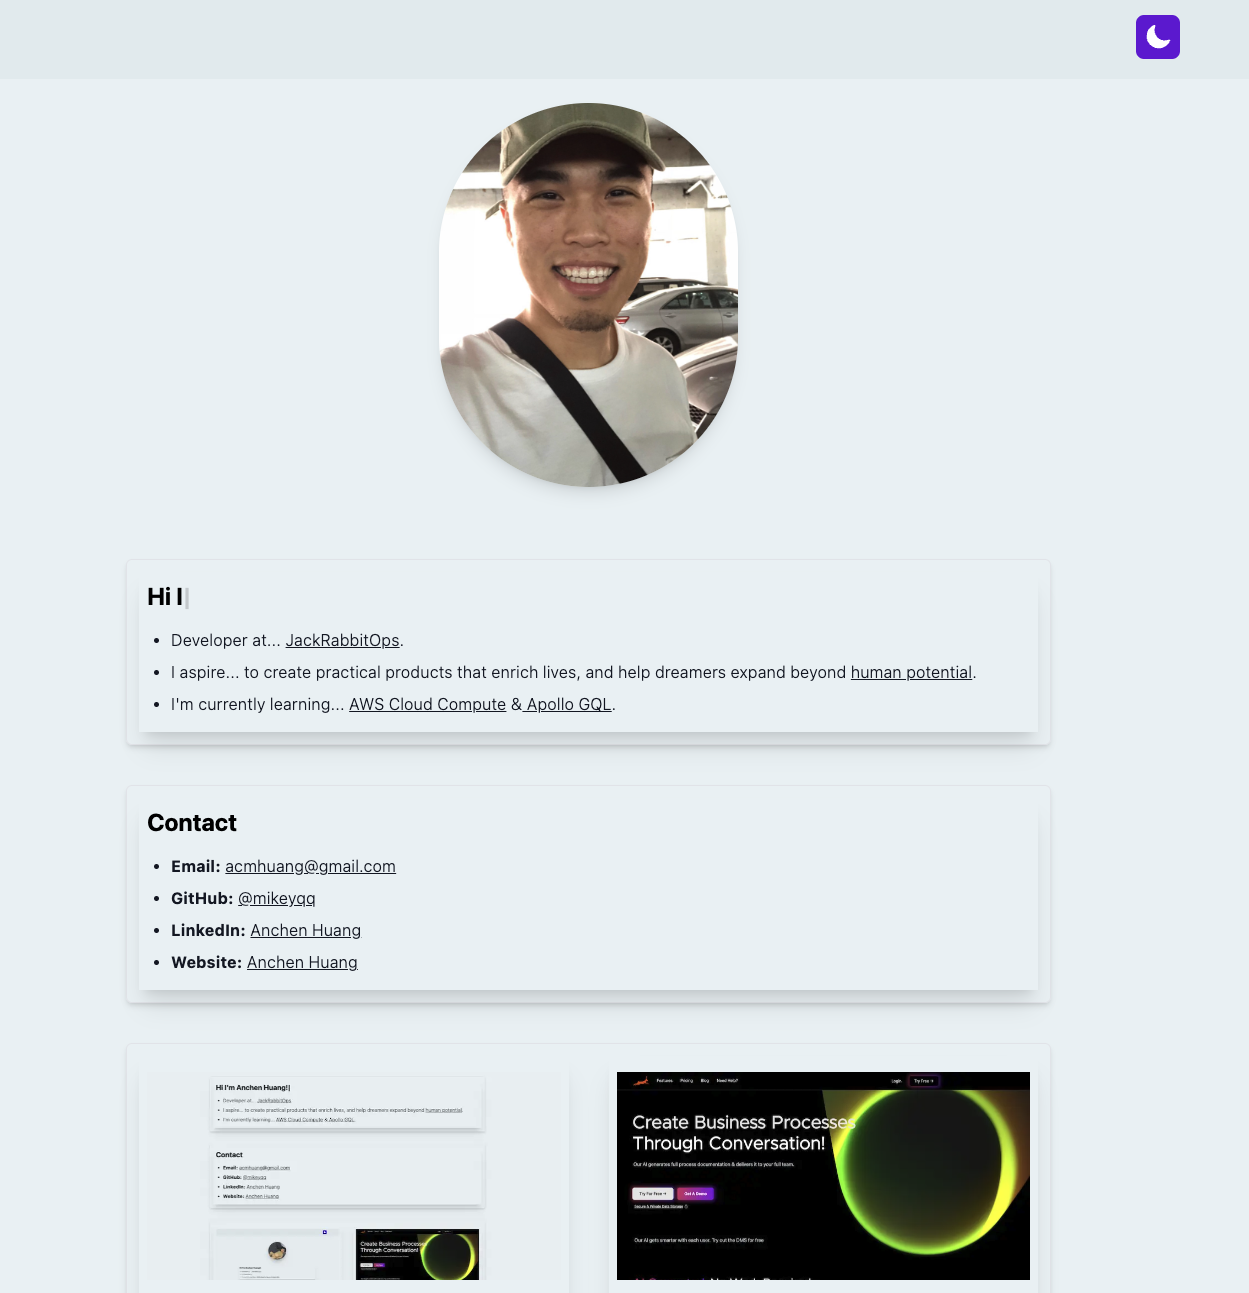 Hi I
Developer at... JackRabbitOps.
I aspire... to create practical products that enrich lives, and help dreamers expand beyond human potential.
I'm currently learning... AWS Cloud Compute & Apollo GQL.
Contact
Email: acmhuang@gmail.com
GitHub: @mikeyqq
LinkedIn: Anchen Huang
Website: Anchen Huang
Hi I'm Anchen Huang!
Developer at... JackRabbitOps
I aspire... to create practical products that enrich lives, and help dreamers expand beyond human potential.
I'm currently learning... AWS Cloud Compute & Apollo GQL.
Contact
Email: acmhuang@gmail.com
GitHub: @mikeyqq
LinkedIn: Anchen Huang
Website: Anchen Huang
Create Business Processes
Through Conversation!
Features Pricing Blog Need Help? Login Try Free →
Create Business Processes
Through Conversation!
Our AI generates full process documentation & delivers it to your full team.
Try For Free → Get A Demo
Secure & Private Data Storage
Our AI gets smarter with each user. Try out the DMS for free